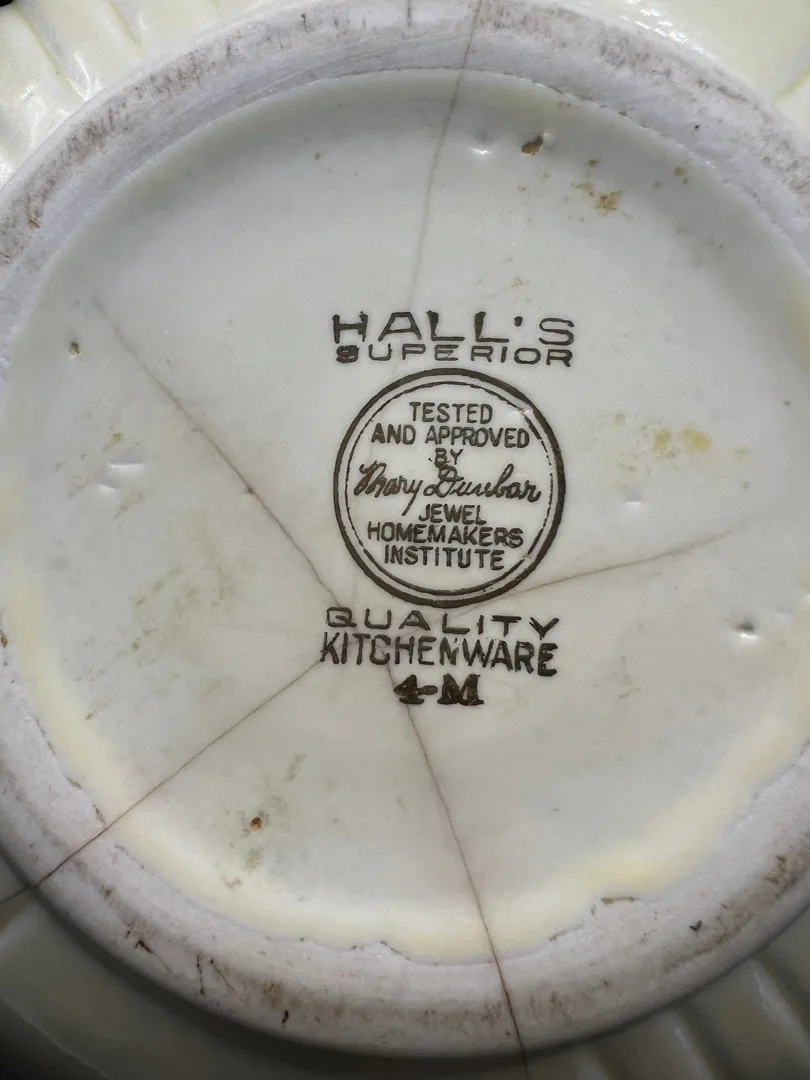 HALL'S
SUPERIOR
TESTED
AND APPROVED
BY
Mary Dunbar
JEWEL
HOMEMAKERS
INSTITUTE
QUALITY
KITCHENWARE
4-M